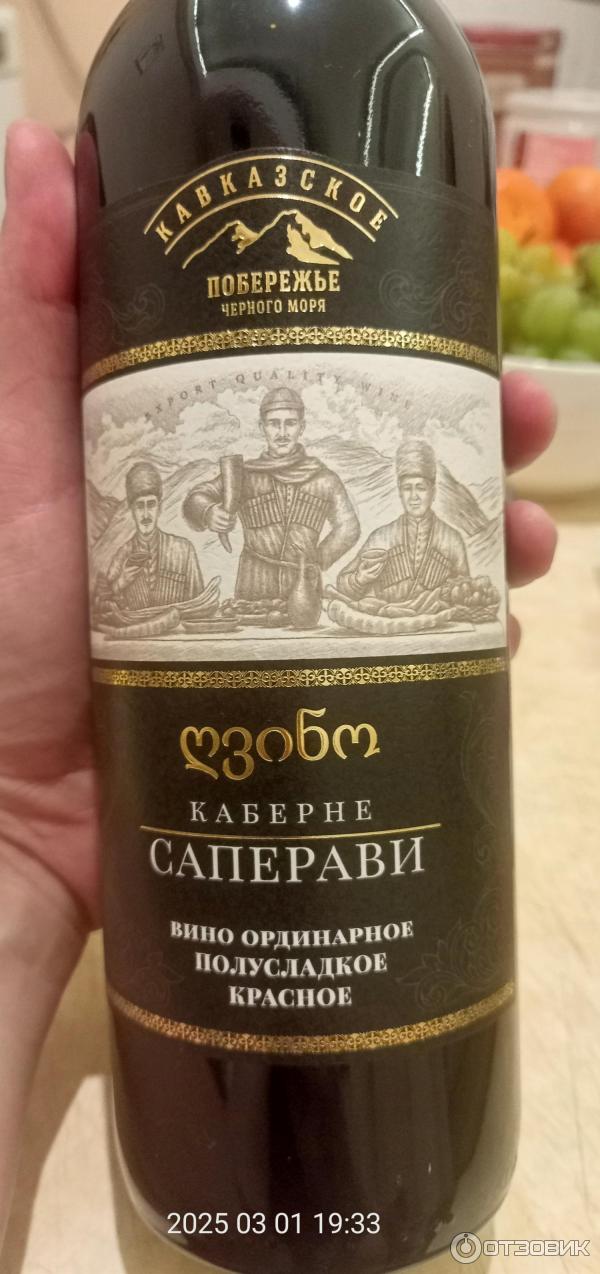 КАВКАЗСКОЕ
ПОБЕРЕЖЬЕ
ЧЕРНОГО МОРЯ
EXPORT QUALITY WINE
ღვინო
КАБЕРНЕ
САПЕРАВИ
ВИНО ОРДИНАРНОЕ
ПОЛУСЛАДКОЕ
КРАСНОЕ
2025 03 01 19:33
ОТЗОВИК